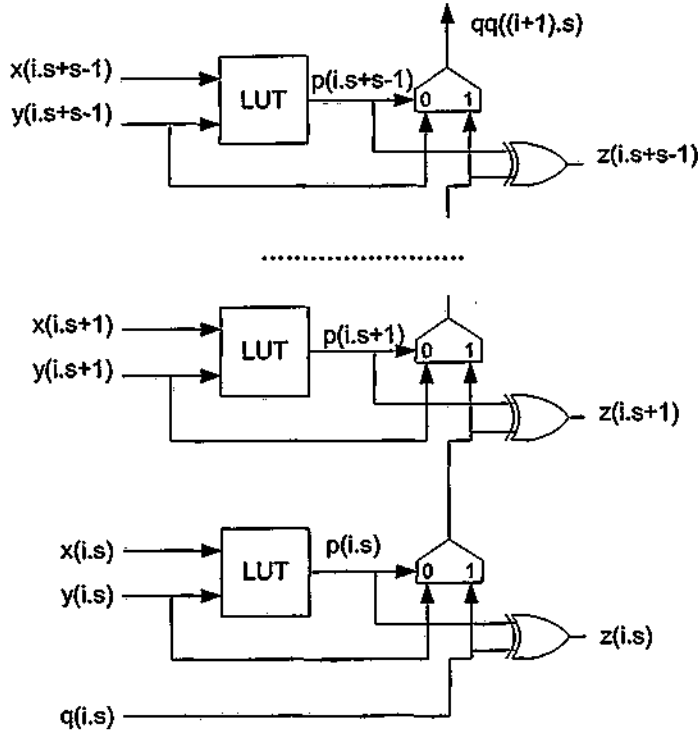 qq((i+1).s)
x(i.s+s-1)
LUT
p(i.s+s-1)
0 1
y(i.s+s-1)
z(i.s+s-1)
x(i.s+1)
LUT
p(i.s+1)
0 1
y(i.s+1)
z(i.s+1)
x(i.s)
LUT
p(i.s)
0 1
y(i.s)
z(i.s)
q(i.s)